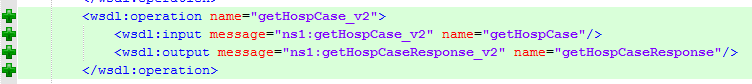 <wsdl:operation name="getHospCase_v2">
<wsdl:input message="ns1:getHospCase_v2" name="getHospCase"/>
<wsdl:output message="ns1:getHospCaseResponse_v2" name="getHospCaseResponse"/>
</wsdl:operation>